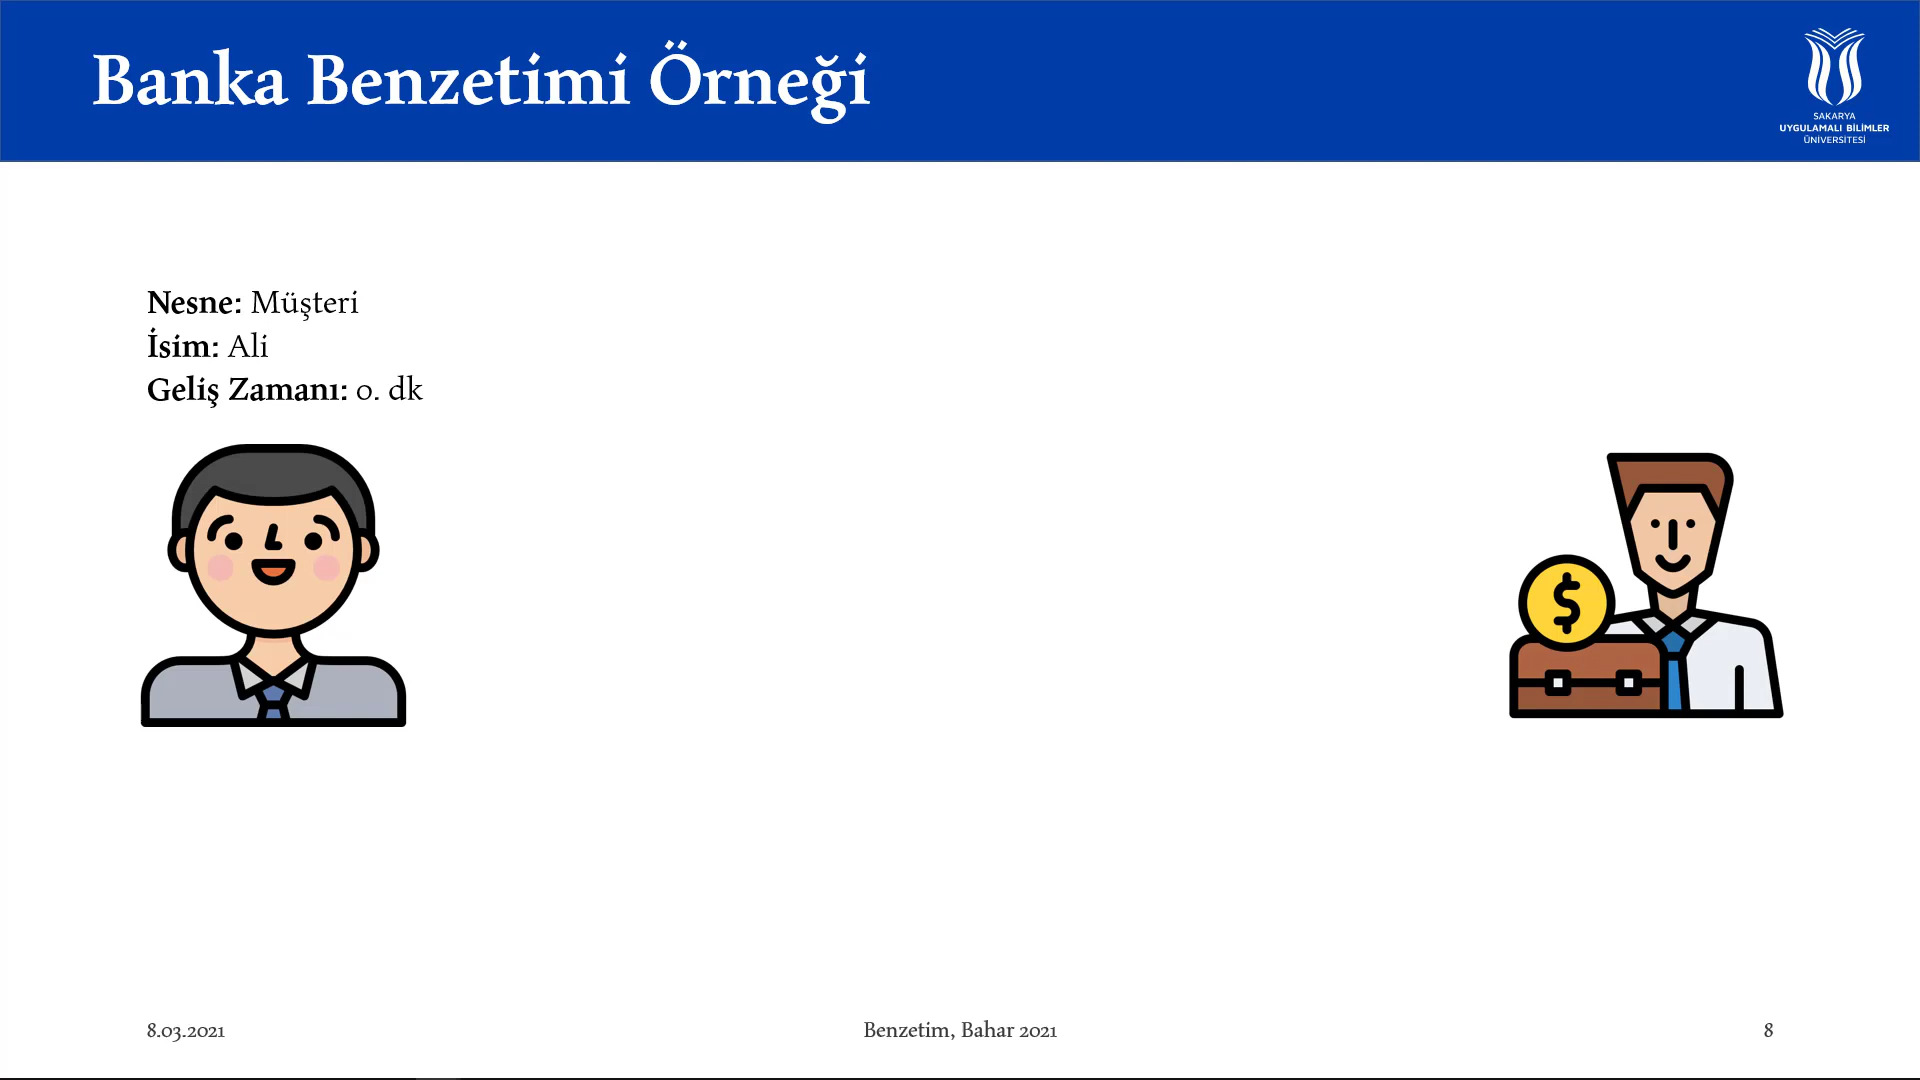 Banka Benzetimi Örneği
SAKARYA
UYGULAMALI BİLİMLER
ÜNİVERSİTESİ
Nesne: Müşteri
İsim: Ali
Geliş Zamanı: 0. dk
$
8.03.2021
Benzetim, Bahar 2021
8